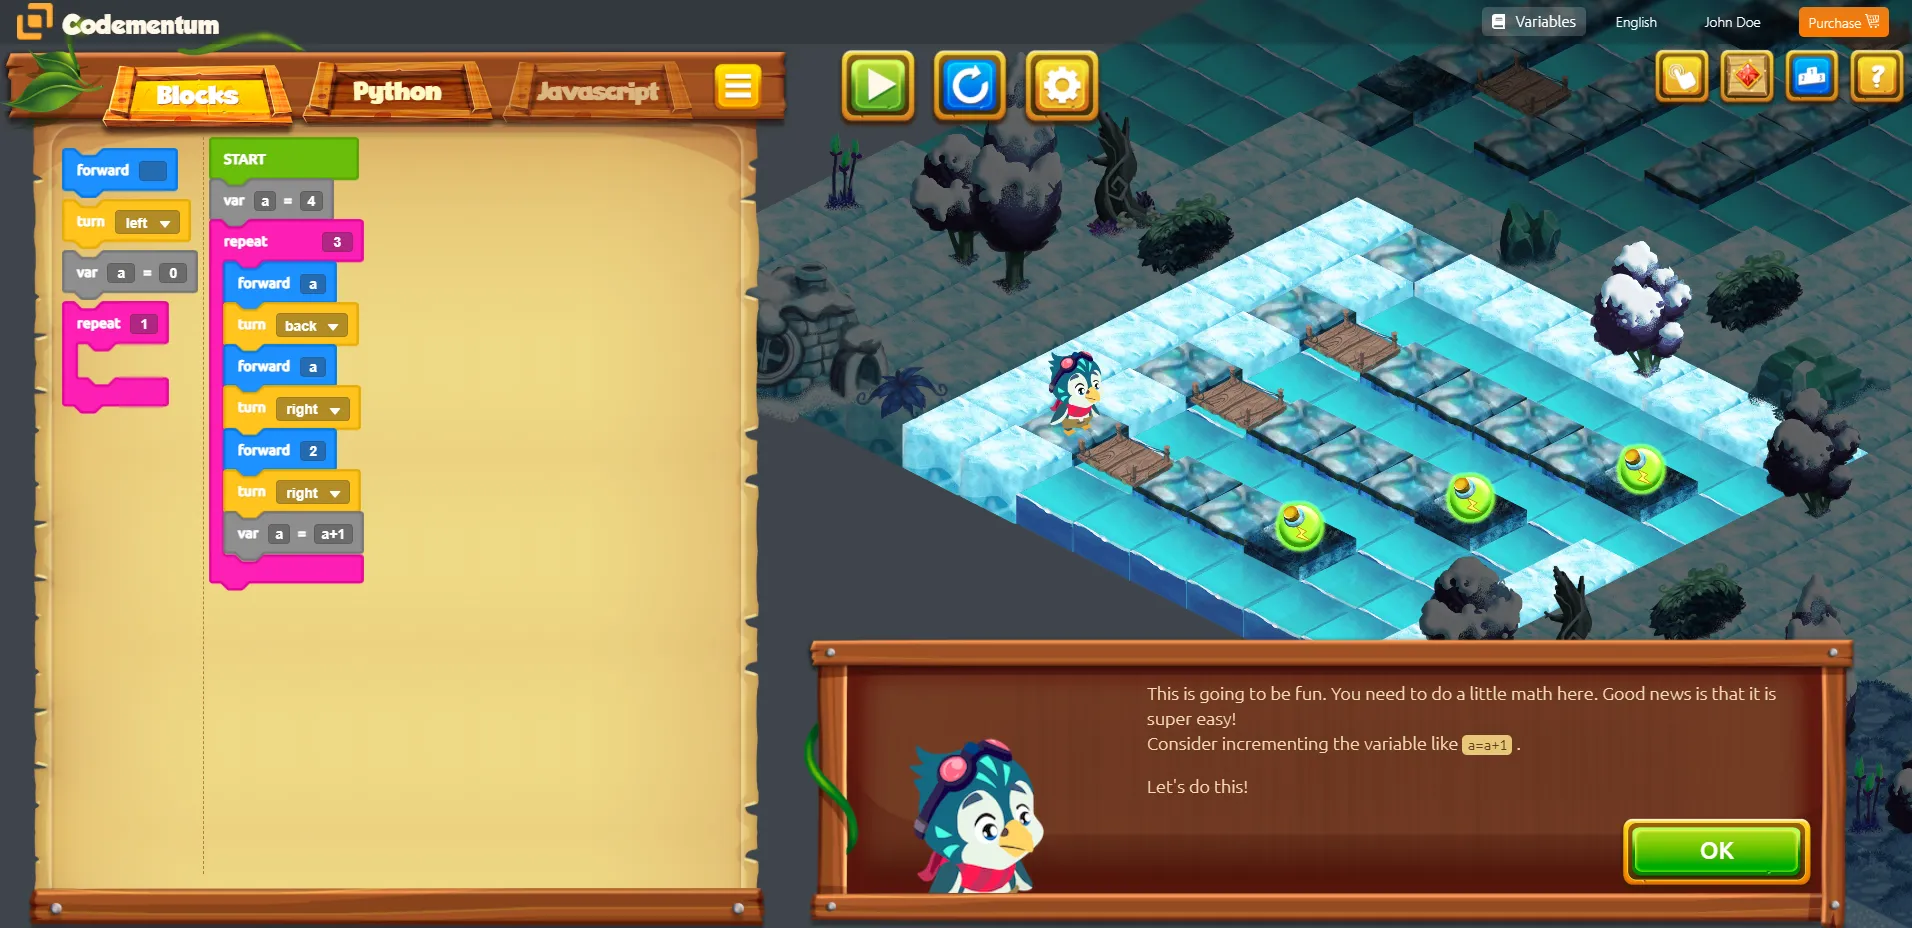 Codementum
Variables
English
John Doe
Purchase
Blocks
Python
Javascript
forward
turn left
var a = 0
repeat 1
START
var a = 4
repeat 3
forward a
turn back
forward a
turn right
forward 2
turn right
var a = a+1
This is going to be fun. You need to do a little math here. Good news is that it is
super easy!
Consider incrementing the variable like a=a+1 .
Let's do this!
OK
?